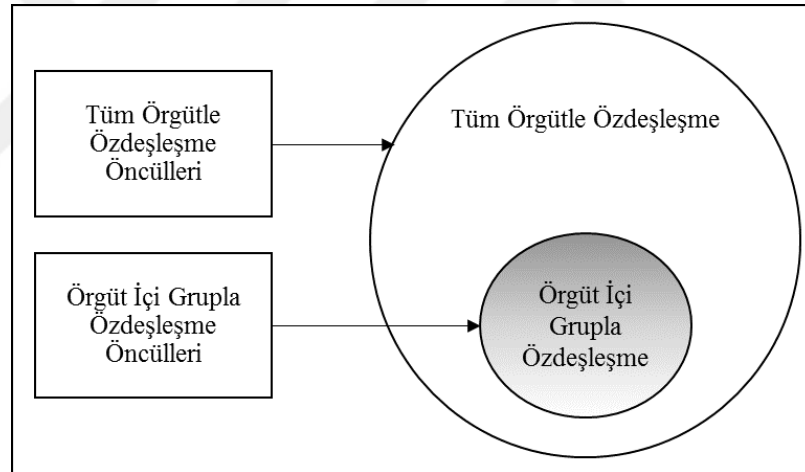 Tüm Örgütle
Özdeşleşme
Öncülleri
Tüm Örgütle Özdeşleşme
Örgüt İçi Grupla
Özdeşleşme
Öncülleri
Örgüt İçi
Grupla
Özdeşleşme